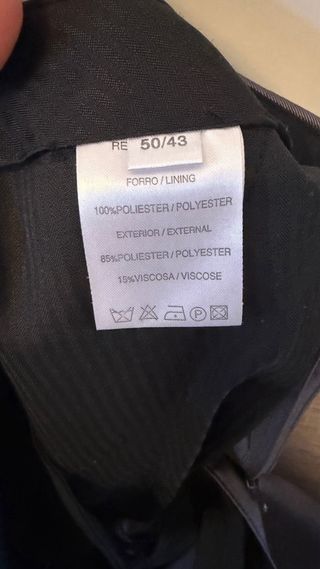 RE 50/43
FORRO / LINING
100%POLIESTER / POLYESTER
EXTERIOR / EXTERNAL
85%POLIESTER / POLYESTER
15%VISCOSA / VISCOSE
P